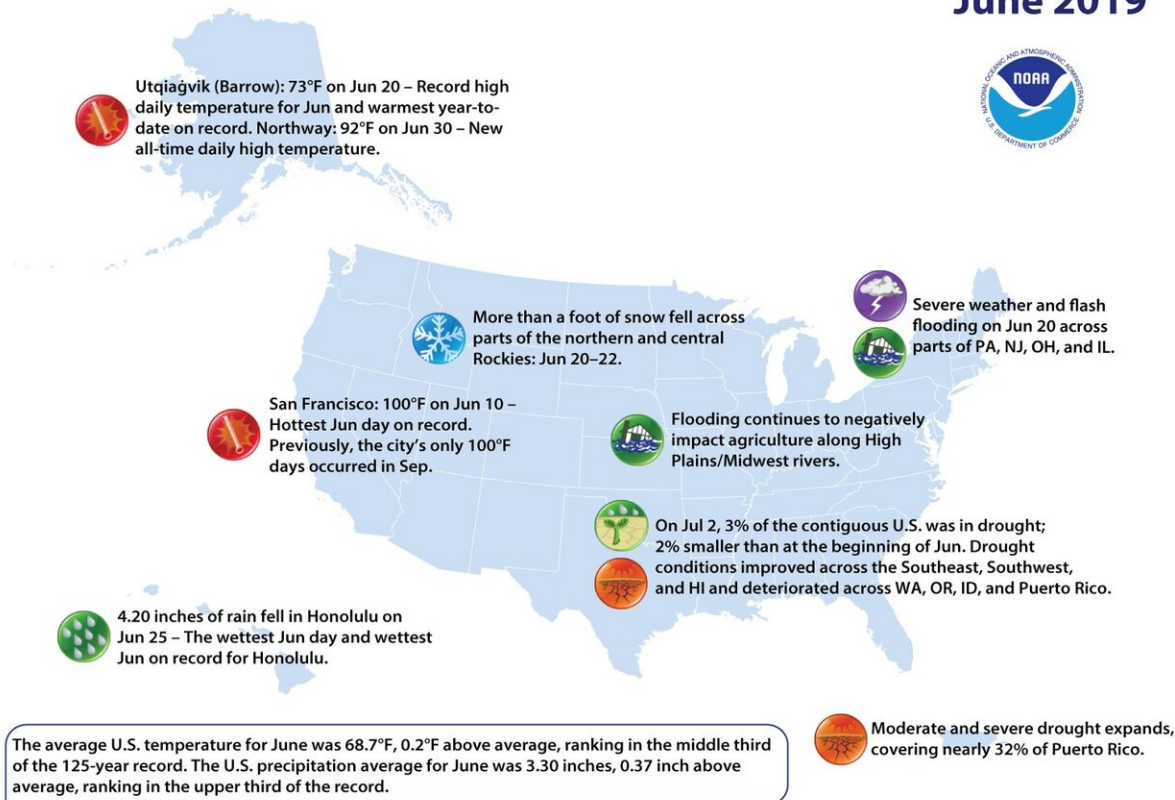 June 2019
NATIONAL OCEANIC AND ATMOSPHERIC ADMINISTRATION
NOAA
U.S. DEPARTMENT OF COMMERCE
Utqiaġvik (Barrow): 73°F on Jun 20 – Record high
daily temperature for Jun and warmest year-to-
date on record. Northway: 92°F on Jun 30 – New
all-time daily high temperature.
More than a foot of snow fell across
parts of the northern and central
Rockies: Jun 20–22.
Severe weather and flash
flooding on Jun 20 across
parts of PA, NJ, OH, and IL.
San Francisco: 100°F on Jun 10 –
Hottest Jun day on record.
Previously, the city's only 100°F
days occurred in Sep.
Flooding continues to negatively
impact agriculture along High
Plains/Midwest rivers.
On Jul 2, 3% of the contiguous U.S. was in drought;
2% smaller than at the beginning of Jun. Drought
conditions improved across the Southeast, Southwest,
and HI and deteriorated across WA, OR, ID, and Puerto Rico.
4.20 inches of rain fell in Honolulu on
Jun 25 – The wettest Jun day and wettest
Jun on record for Honolulu.
Moderate and severe drought expands,
covering nearly 32% of Puerto Rico.
The average U.S. temperature for June was 68.7°F, 0.2°F above average, ranking in the middle third
of the 125-year record. The U.S. precipitation average for June was 3.30 inches, 0.37 inch above
average, ranking in the upper third of the record.